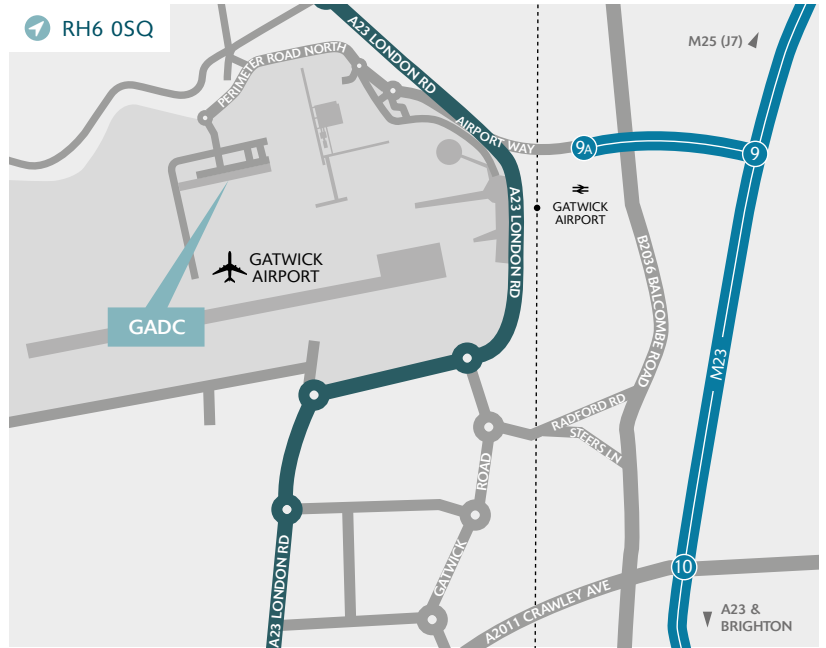 RH6 0SQ
A23 LONDON RD
M25 (J7)
PERIMETER ROAD NORTH
AIRPORT WAY
9A
9
A23 LONDON RD
GATWICK
AIRPORT
GATWICK
AIRPORT
B2036 BALCOMBE ROAD
GADC
M23
RADFORD RD
STEERS LN
GATWICK
ROAD
A23 LONDON RD
10
A2011 CRAWLEY AVE
A23 &
BRIGHTON